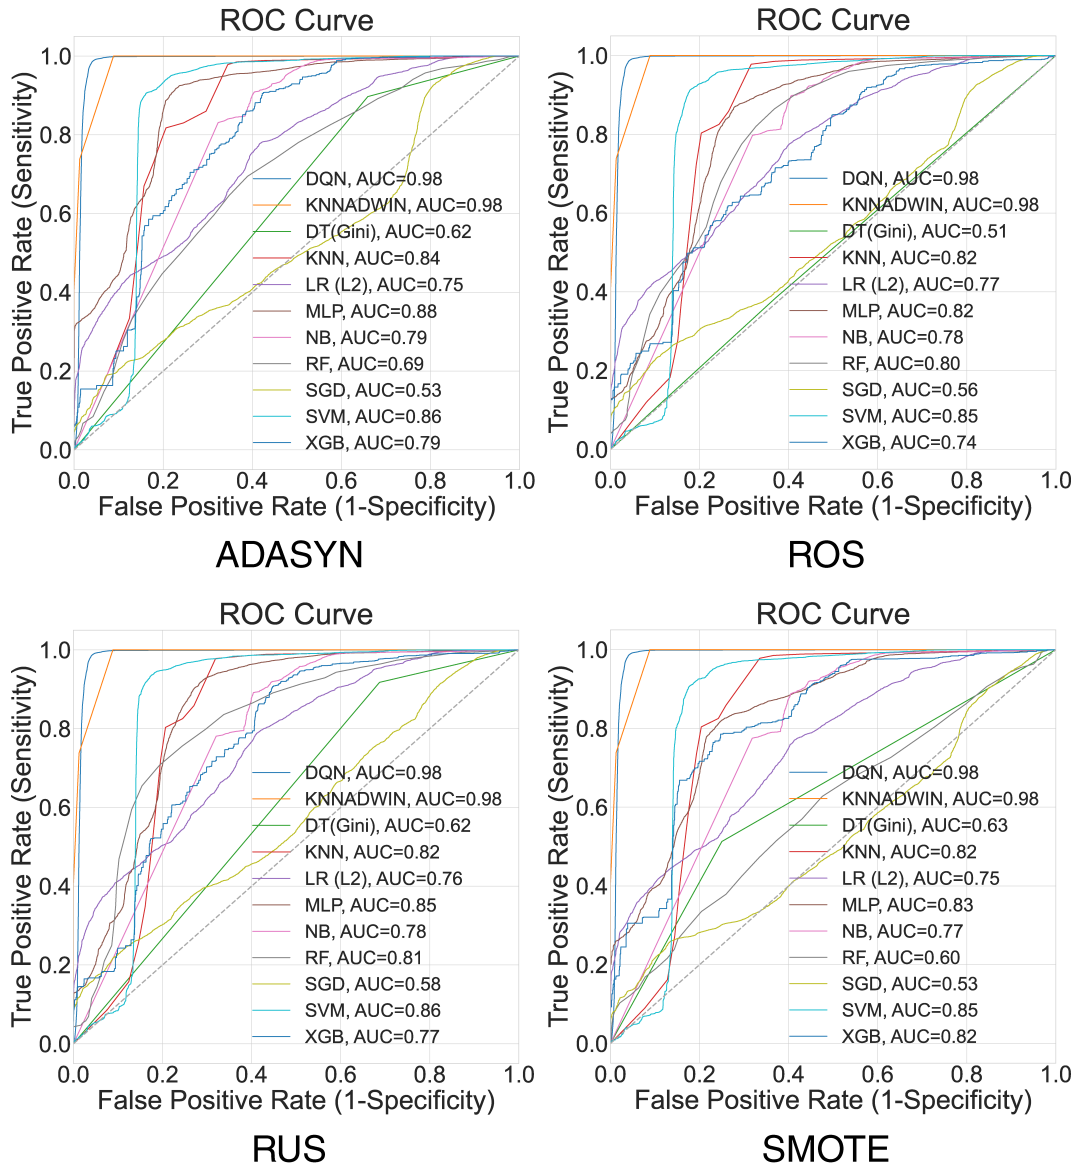 ROC Curve
True Positive Rate (Sensitivity)
1.0
0.8
0.6
0.4
0.2
0.0
DQN, AUC=0.98
KNNADWIN, AUC=0.98
DT(Gini), AUC=0.62
KNN, AUC=0.84
LR (L2), AUC=0.75
MLP, AUC=0.88
NB, AUC=0.79
RF, AUC=0.69
SGD, AUC=0.53
SVM, AUC=0.86
XGB, AUC=0.79
0.0 0.2 0.4 0.6 0.8 1.0
False Positive Rate (1-Specificity)
ADASYN
ROC Curve
True Positive Rate (Sensitivity)
1.0
0.8
0.6
0.4
0.2
0.0
DQN, AUC=0.98
KNNADWIN, AUC=0.98
DT(Gini), AUC=0.51
KNN, AUC=0.82
LR (L2), AUC=0.77
MLP, AUC=0.82
NB, AUC=0.78
RF, AUC=0.80
SGD, AUC=0.56
SVM, AUC=0.85
XGB, AUC=0.74
0.0 0.2 0.4 0.6 0.8 1.0
False Positive Rate (1-Specificity)
ROS
ROC Curve
True Positive Rate (Sensitivity)
1.0
0.8
0.6
0.4
0.2
0.0
DQN, AUC=0.98
KNNADWIN, AUC=0.98
DT(Gini), AUC=0.62
KNN, AUC=0.82
LR (L2), AUC=0.76
MLP, AUC=0.85
NB, AUC=0.78
RF, AUC=0.81
SGD, AUC=0.58
SVM, AUC=0.86
XGB, AUC=0.77
0.0 0.2 0.4 0.6 0.8 1.0
False Positive Rate (1-Specificity)
RUS
ROC Curve
True Positive Rate (Sensitivity)
1.0
0.8
0.6
0.4
0.2
0.0
DQN, AUC=0.98
KNNADWIN, AUC=0.98
DT(Gini), AUC=0.63
KNN, AUC=0.82
LR (L2), AUC=0.75
MLP, AUC=0.83
NB, AUC=0.77
RF, AUC=0.60
SGD, AUC=0.53
SVM, AUC=0.85
XGB, AUC=0.82
0.0 0.2 0.4 0.6 0.8 1.0
False Positive Rate (1-Specificity)
SMOTE